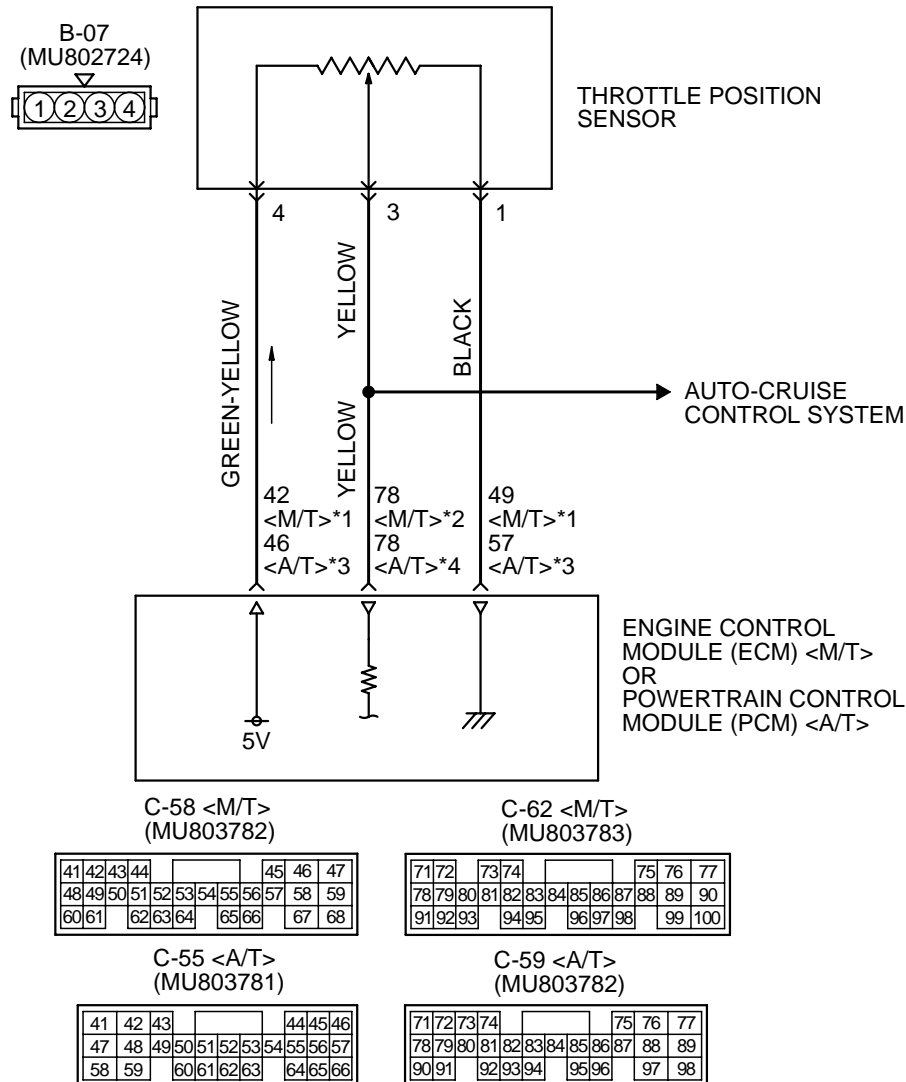 B-07
(MU802724)
1 2 3 4
THROTTLE POSITION
SENSOR
4 3 1
GREEN-YELLOW
YELLOW
YELLOW
BLACK
AUTO-CRUISE
CONTROL SYSTEM
42 78 49
<M/T>*1 <M/T>*2 <M/T>*1
46 78 57
<A/T>*3 <A/T>*4 <A/T>*3
5V
ENGINE CONTROL
MODULE (ECM) <M/T>
OR
POWERTRAIN CONTROL
MODULE (PCM) <A/T>
C-58 <M/T>
(MU803782)
41 42 43 44 45 46 47
48 49 50 51 52 53 54 55 56 57 58 59
60 61 62 63 64 65 66 67 68
C-62 <M/T>
(MU803783)
71 72 73 74 75 76 77
78 79 80 81 82 83 84 85 86 87 88 89 90
91 92 93 94 95 96 97 98 99 100
C-55 <A/T>
(MU803781)
41 42 43 44 45 46
47 48 49 50 51 52 53 54 55 56 57
58 59 60 61 62 63 64 65 66
C-59 <A/T>
(MU803782)
71 72 73 74 75 76 77
78 79 80 81 82 83 84 85 86 87 88 89
90 91 92 93 94 95 96 97 98